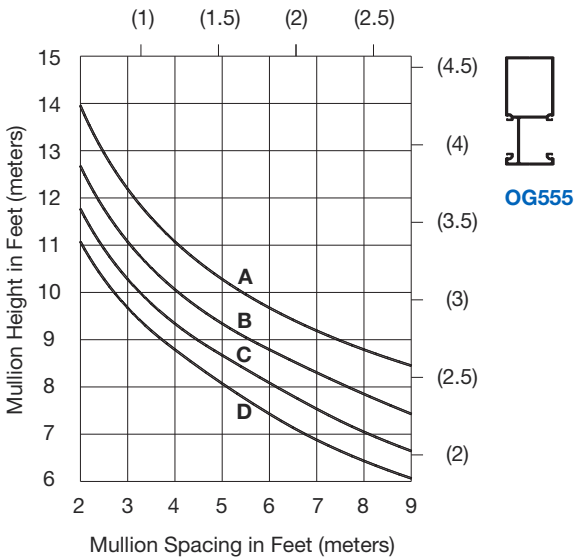 (1) (1.5) (2) (2.5)
15 (4.5)
14
13 (4)
12
(3.5)
11
10 (3)
9
8 (2.5)
7 (2)
6
A
B
C
D
2 3 4 5 6 7 8 9
Mullion Height in Feet (meters)
Mullion Spacing in Feet (meters)
OG555